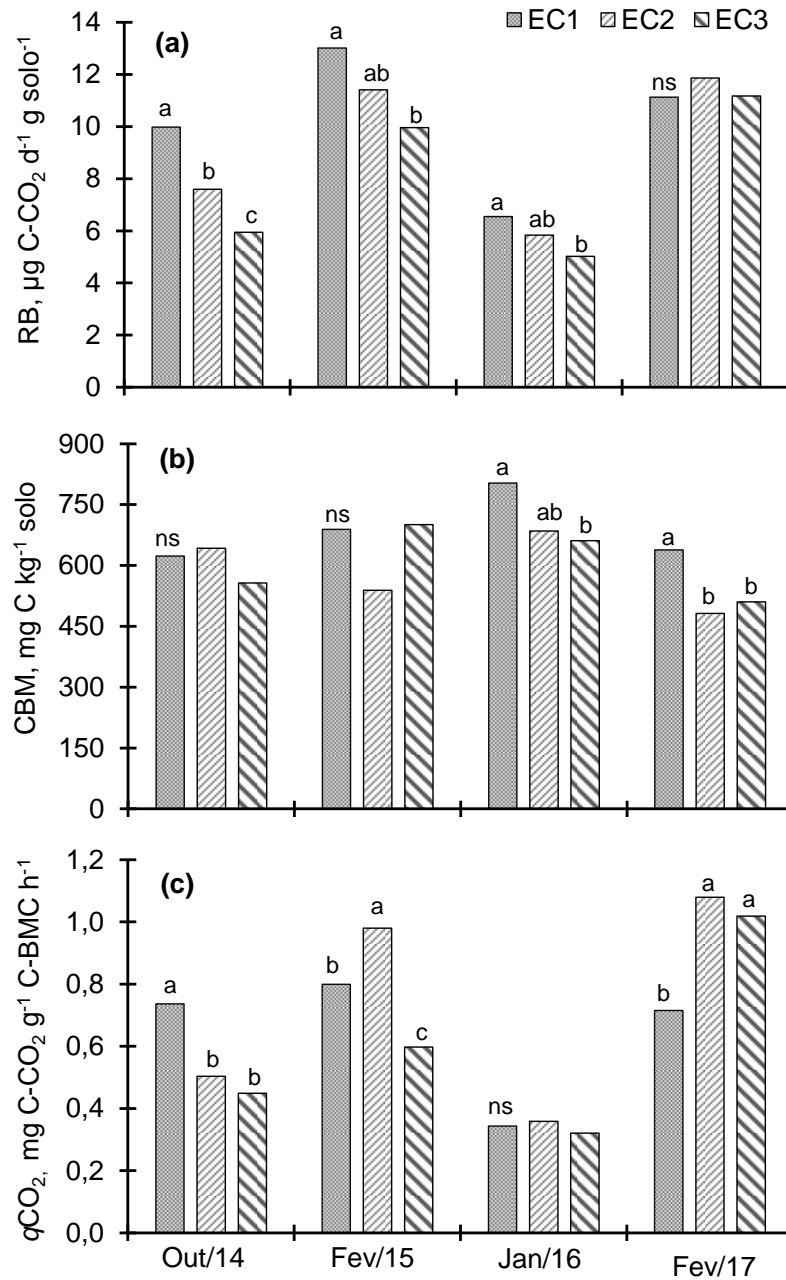 EC1 EC2 EC3
(a)
RB, µg C-CO₂ d⁻¹ g solo⁻¹
14
12
10
8
6
4
2
0
a b c
a ab b
a ab b
ns
(b)
CBM, mg C kg⁻¹ solo
900
750
600
450
300
150
0
ns
ns
a ab b
a b b
(c)
qCO₂, mg C-CO₂ g⁻¹ C-BMC h⁻¹
1,2
1,0
0,8
0,6
0,4
0,2
0,0
a b b
b a c
ns
b a a
Out/14 Fev/15 Jan/16 Fev/17